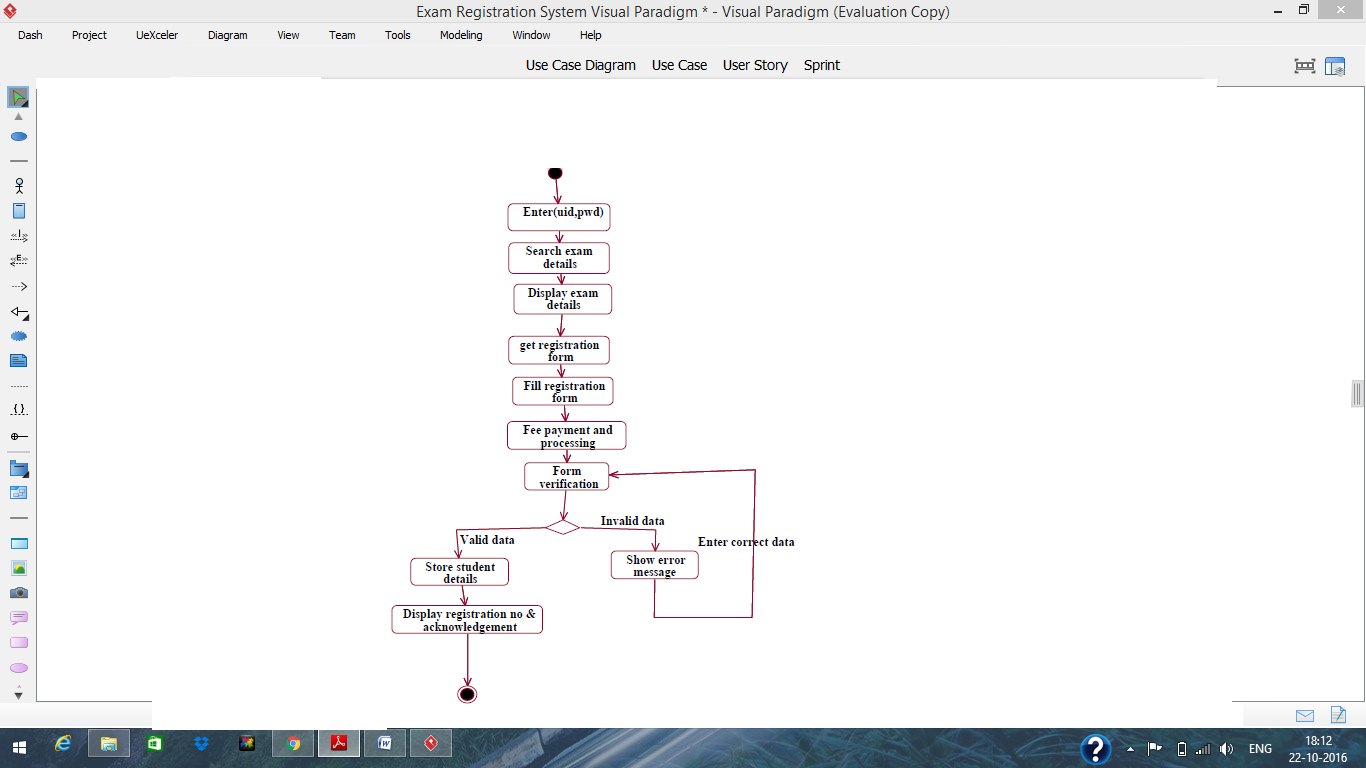 Exam Registration System Visual Paradigm * - Visual Paradigm (Evaluation Copy)
Dash Project UeXceler Diagram View Team Tools Modeling Window Help
Use Case Diagram Use Case User Story Sprint
Enter(uid,pwd)
Search exam
details
Display exam
details
get registration
form
Fill registration
form
Fee payment and
processing
Form
verification
Invalid data
Valid data
Enter correct data
Show error
message
Store student
details
Display registration no &
acknowledgement
ENG
18:12
22-10-2016